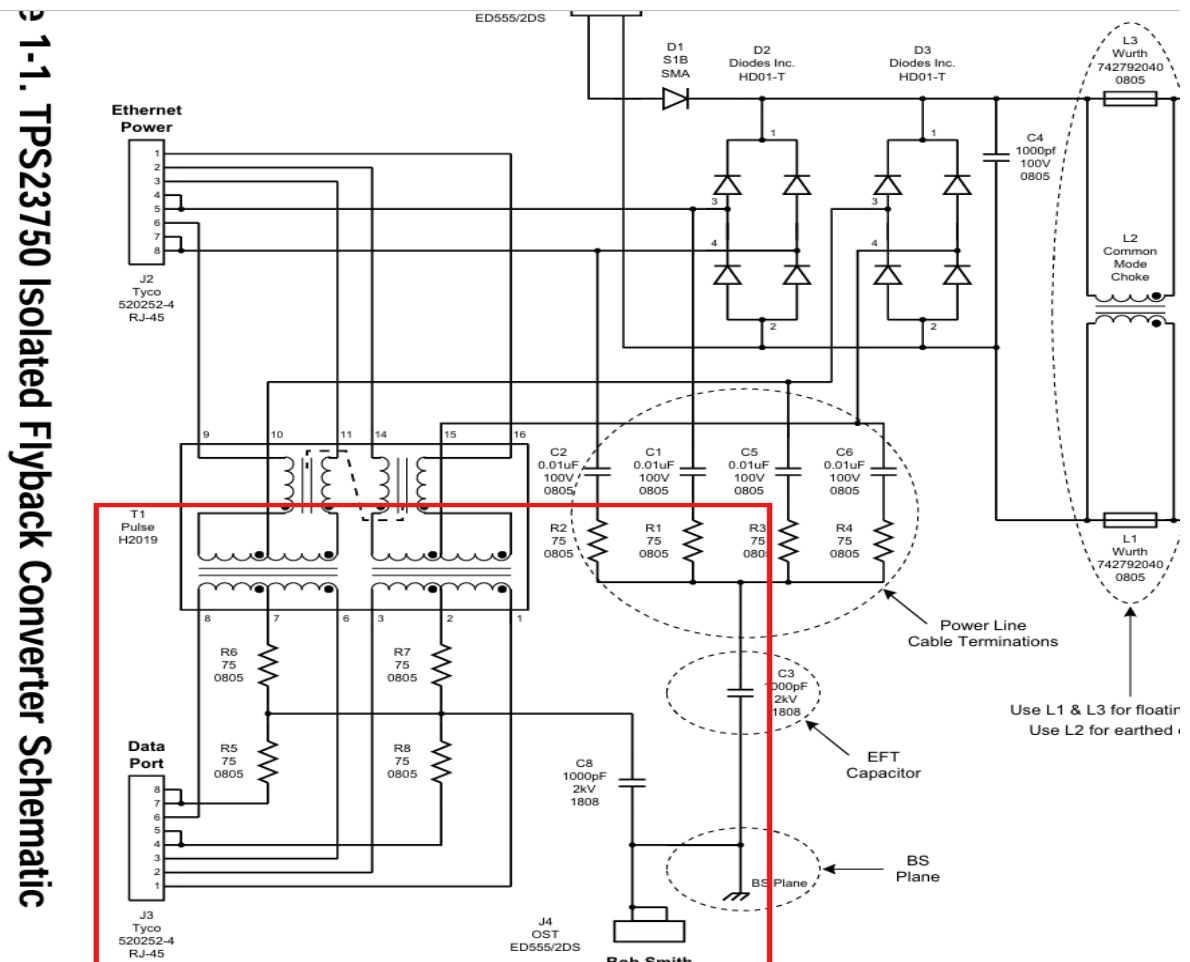 e 1-1. TPS23750 Isolated Flyback Converter Schematic
ED555/2DS
D1
S1B
SMA
D2
Diodes Inc.
HD01-T
D3
Diodes Inc.
HD01-T
L3
Wurth
742792040
0805
Ethernet
Power
1
2
3
4
5
6
7
8
J2
Tyco
520252-4
RJ-45
1
3
4
2
1
3
4
2
C4
1000pf
100V
0805
L2
Common
Mode
Choke
9
10
11
14
15
16
T1
Pulse
H2019
C2
0.01uF
100V
0805
C1
0.01uF
100V
0805
C5
0.01uF
100V
0805
C6
0.01uF
100V
0805
R2
75
0805
R1
75
0805
R3
75
0805
R4
75
0805
L1
Wurth
742792040
0805
8
7
6
3
2
1
Power Line
Cable Terminations
R6
75
0805
R7
75
0805
C3
1000pF
2kV
1808
Use L1 & L3 for floatin
Use L2 for earthed
EFT
Capacitor
Data
Port
8
7
6
5
4
3
2
1
J3
Tyco
520252-4
RJ-45
R5
75
0805
R8
75
0805
C8
1000pF
2kV
1808
BS Plane
BS
Plane
J4
OST
ED555/2DS
Bob Smith